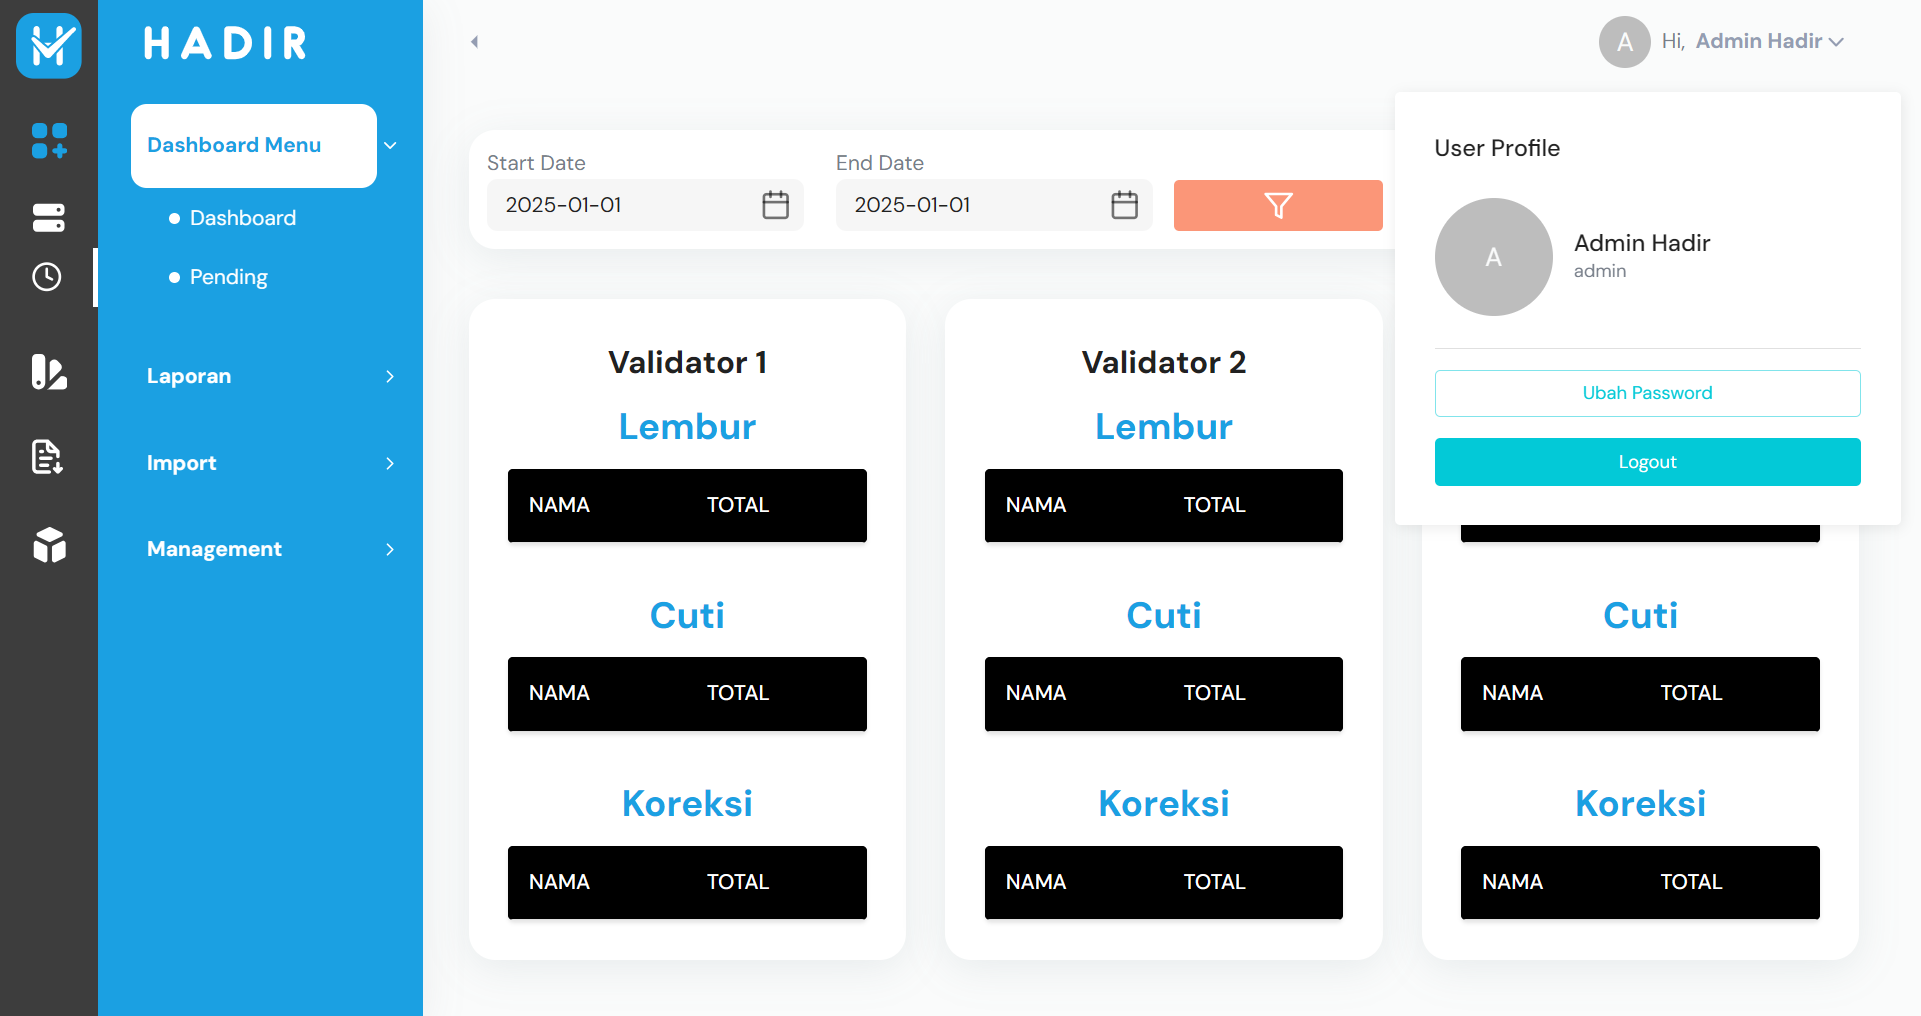 HADIR
Dashboard Menu
Dashboard
Pending
Laporan
Import
Management
A Hi, Admin Hadir
Start Date
End Date
2025-01-01
2025-01-01
User Profile
A
Admin Hadir
admin
Ubah Password
Logout
Validator 1
Lembur
NAMA TOTAL
Cuti
NAMA TOTAL
Koreksi
NAMA TOTAL
Validator 2
Lembur
NAMA TOTAL
Cuti
NAMA TOTAL
Koreksi
NAMA TOTAL
Cuti
NAMA TOTAL
Koreksi
NAMA TOTAL